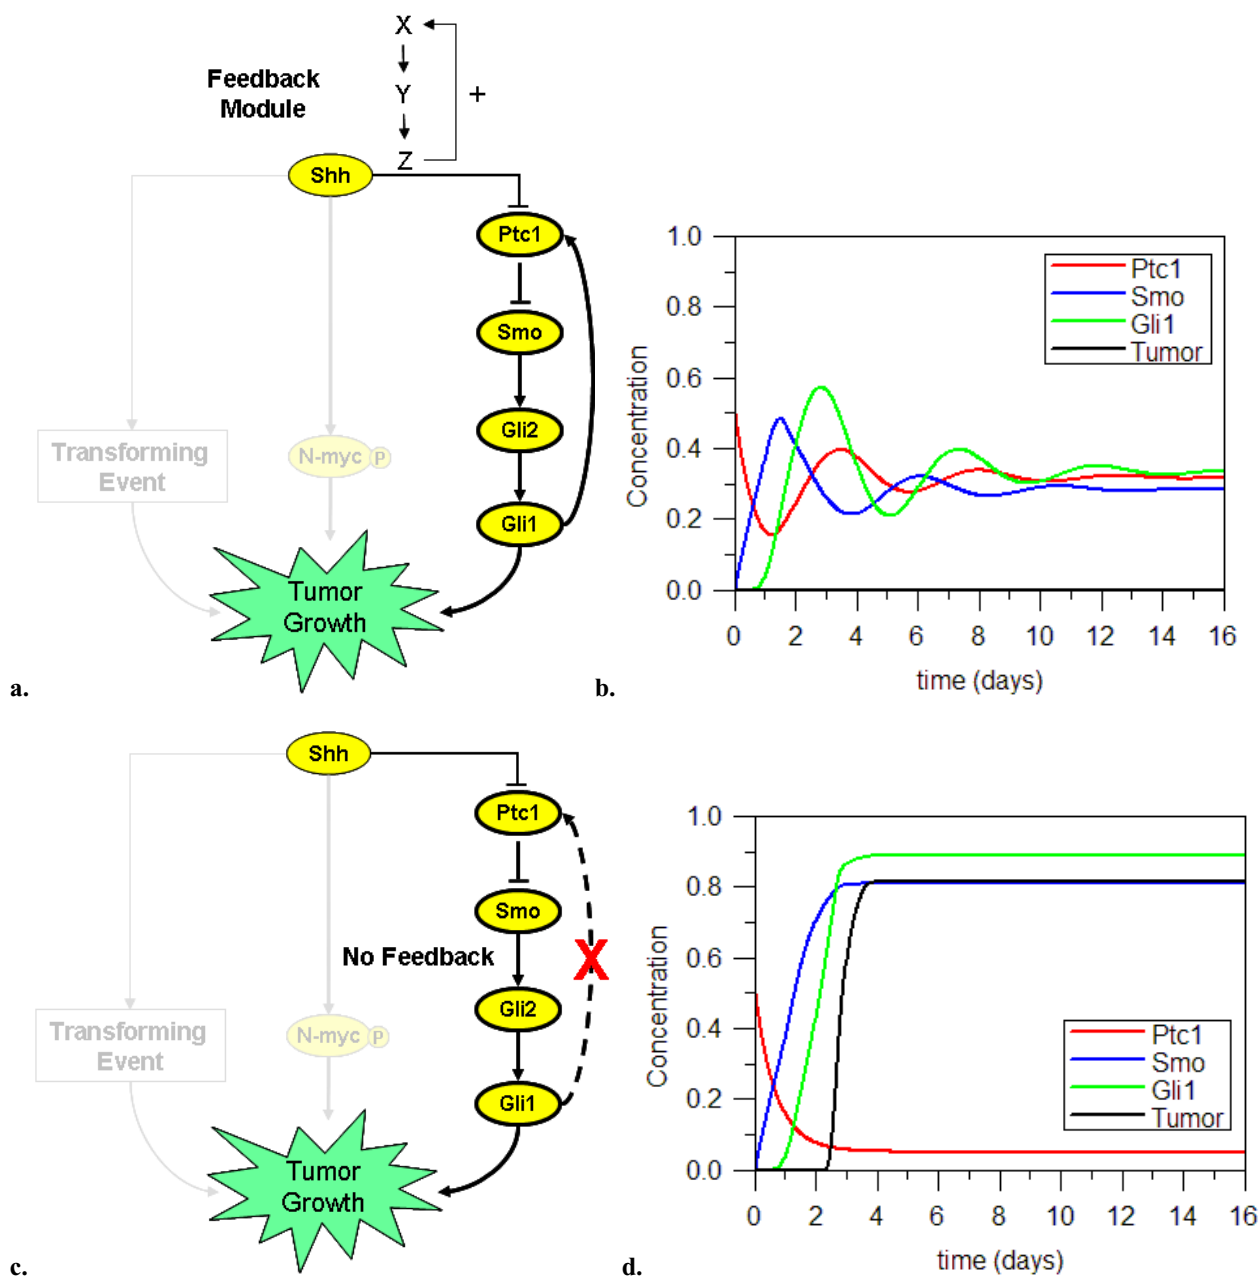 X
Feedback
Module
Y
+
Z
Shh
Ptc1
Smo
Gli2
Gli1
Transforming
Event
N-myc P
Tumor
Growth
a.
1.0
0.8
0.6
0.4
0.2
0.0
Concentration
Ptc1
Smo
Gli1
Tumor
0 2 4 6 8 10 12 14 16
time (days)
b.
Shh
Ptc1
Smo
X
No Feedback
Gli2
Gli1
Transforming
Event
N-myc P
Tumor
Growth
c.
1.0
0.8
0.6
0.4
0.2
0.0
Concentration
Ptc1
Smo
Gli1
Tumor
0 2 4 6 8 10 12 14 16
time (days)
d.